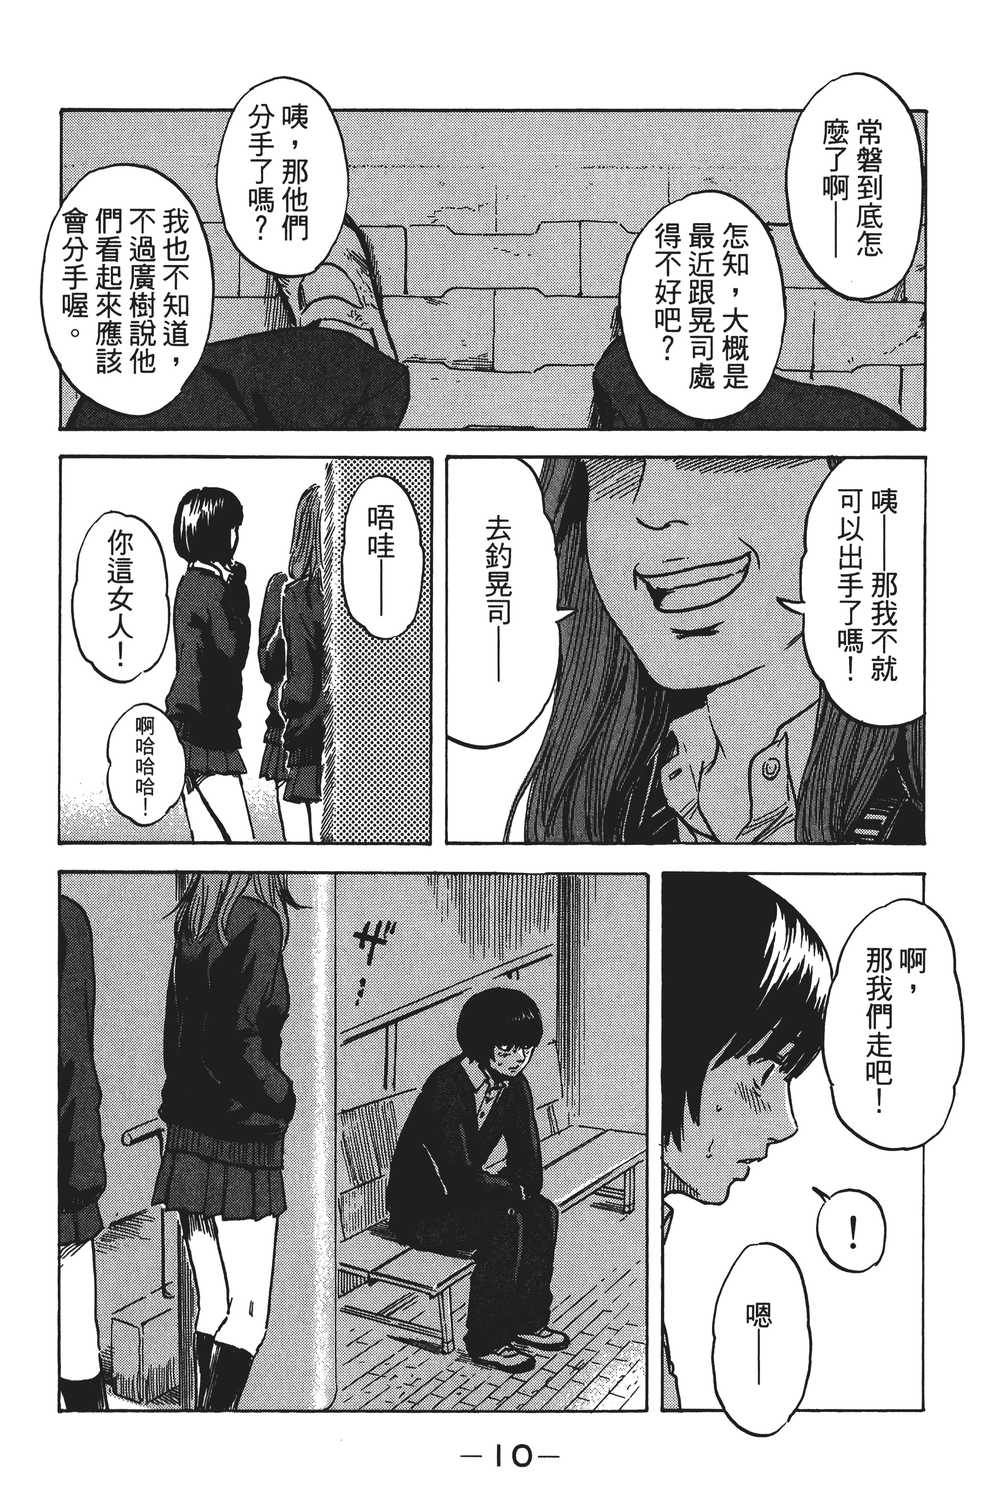 常磐到底怎
麼了啊——
怎知，大概是
最近跟晃司處
得不好吧？
咦，那他們
分手了嗎？
我也不知道，
不過廣樹說他
們看起來應該
會分手喔。
咦——那我不就
可以出手了嗎！
去釣晃司——
唔哇——
你這女人！
啊哈哈哈！
啊，
那我們走吧！
！
嗯——
ザ…
—10—